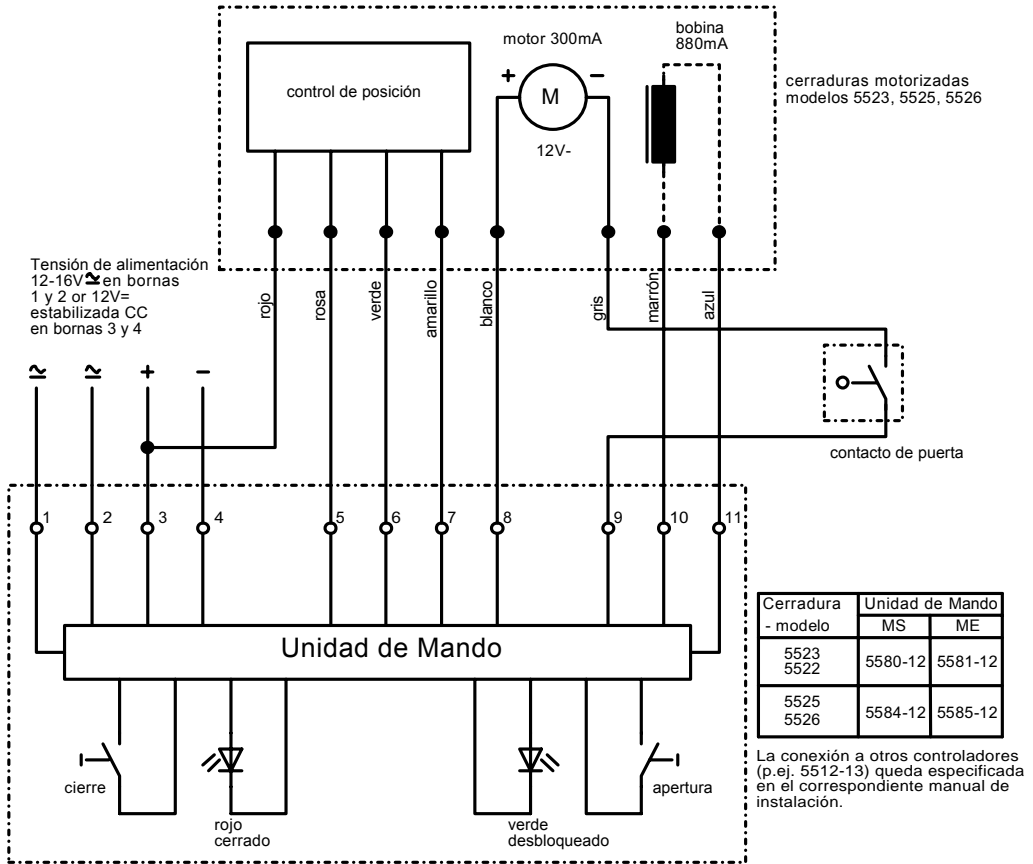 bobina
880mA
motor 300mA
+
−
control de posición
M
12V-
cerraduras motorizadas
modelos 5523, 5525, 5526
Tensión de alimentación
12-16V≃ en bornas
1 y 2 or 12V=
estabilizada CC
en bornas 3 y 4
rojo
rosa
verde
amarillo
blanco
gris
marrón
azul
≃
≃
+
−
contacto de puerta
1
2
3
4
5
6
7
8
9
10
11
Unidad de Mando
cierre
rojo
cerrado
verde
desbloqueado
apertura
Cerradura
- modelo
Unidad de Mando
MS
ME
5523
5522
5580-12
5581-12
5525
5526
5584-12
5585-12
La conexión a otros controladores
(p.ej. 5512-13) queda especificada
en el correspondiente manual de
instalación.